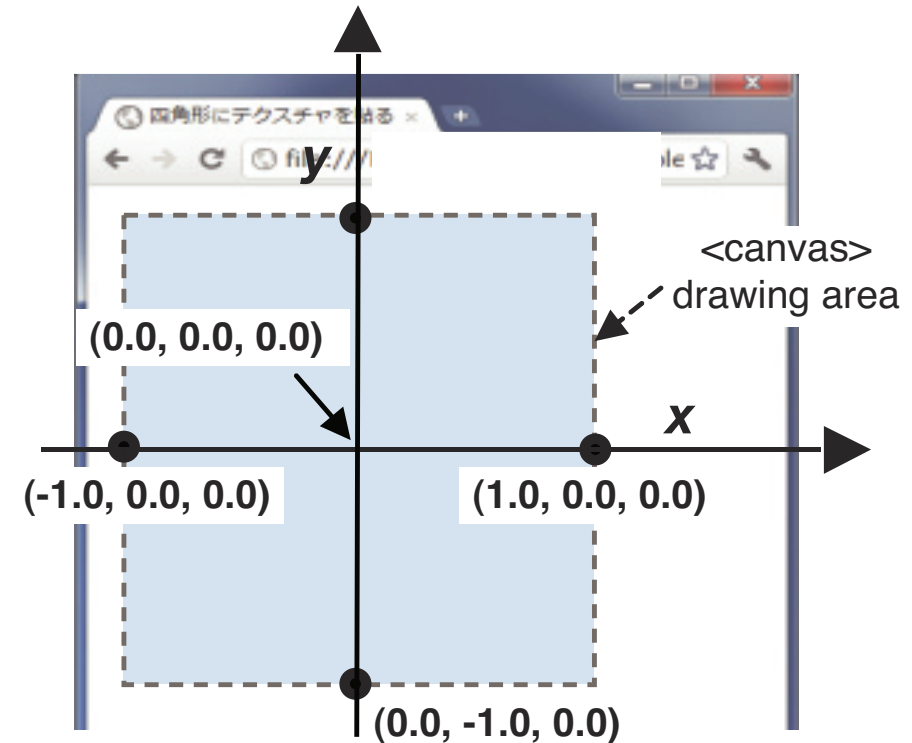 四角形にテクスチャを貼る
y
<canvas>
drawing area
(0.0, 0.0, 0.0)
x
(-1.0, 0.0, 0.0)
(1.0, 0.0, 0.0)
(0.0, -1.0, 0.0)